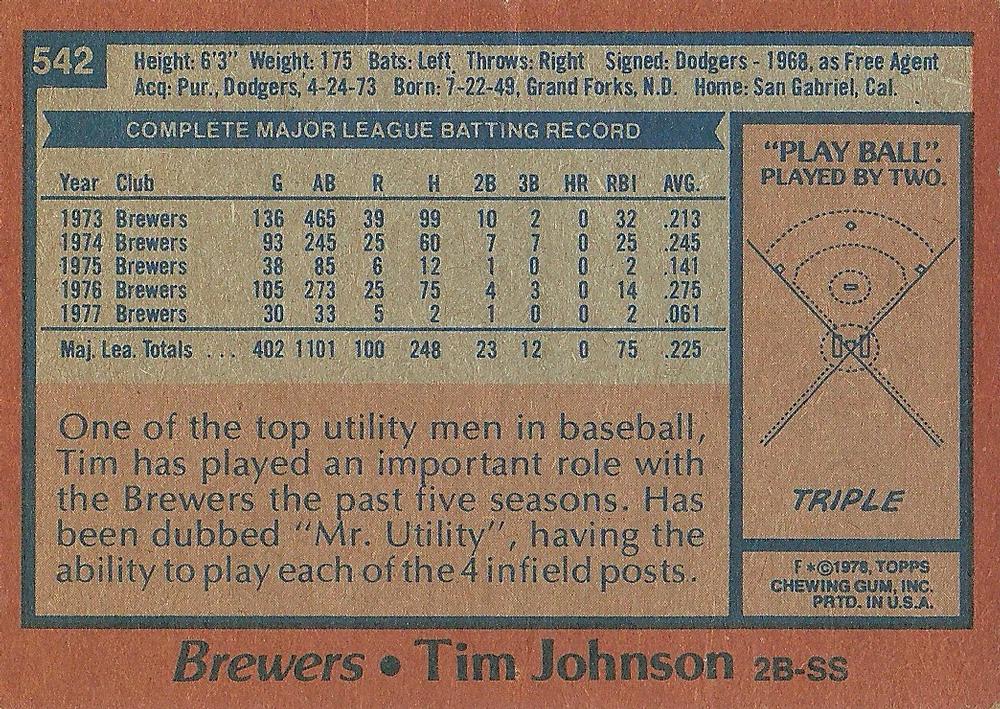 542
Height: 6'3" Weight: 175 Bats: Left Throws: Right Signed: Dodgers - 1968, as Free Agent
Acq: Pur., Dodgers, 4-24-73 Born: 7-22-49, Grand Forks, N.D. Home: San Gabriel, Cal.
COMPLETE MAJOR LEAGUE BATTING RECORD
Year Club G AB R H 2B 3B HR RBI AVG.
1973 Brewers 136 465 39 99 10 2 0 32 .213
1974 Brewers 93 245 25 60 7 7 0 25 .245
1975 Brewers 38 85 6 12 1 0 0 2 .141
1976 Brewers 105 273 25 75 4 3 0 14 .275
1977 Brewers 30 33 5 2 1 0 0 2 .061
Maj. Lea. Totals ... 402 1101 100 248 23 12 0 75 .225
One of the top utility men in baseball,
Tim has played an important role with
the Brewers the past five seasons. Has
been dubbed "Mr. Utility", having the
ability to play each of the 4 infield posts.
"PLAY BALL".
PLAYED BY TWO.
TRIPLE
F *©1978, TOPPS
CHEWING GUM, INC.
PRTD. IN U.S.A.
Brewers • Tim Johnson 2B-SS